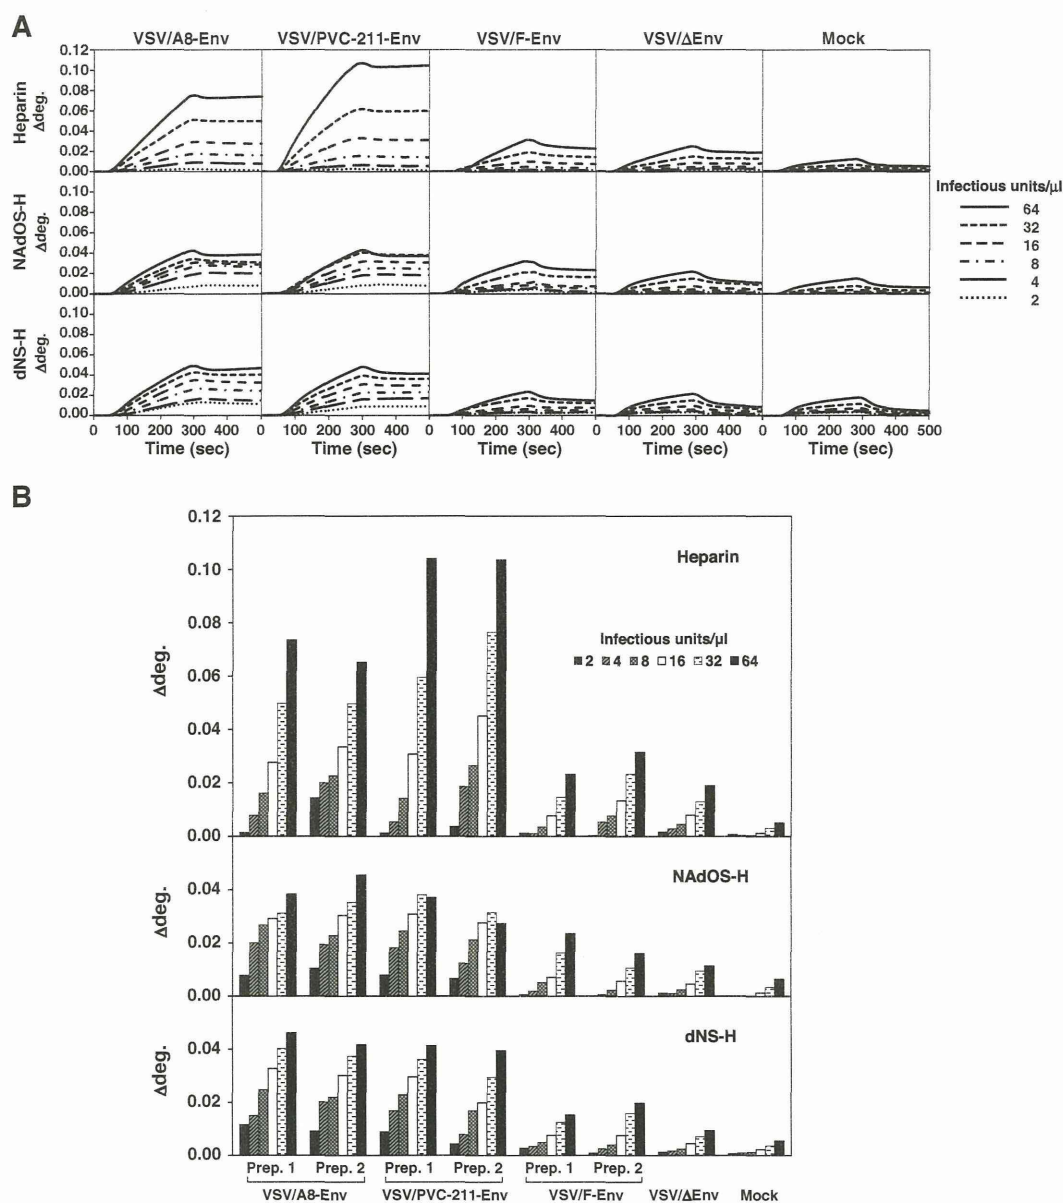 A
VSV/A8-Env VSV/PVC-211-Env VSV/F-Env VSV/ΔEnv Mock
Heparin
Δdeg.
0.12
0.10
0.08
0.06
0.04
0.02
0.00
NAdOS-H
Δdeg.
0.10
0.08
0.06
0.04
0.02
0.00
dNS-H
Δdeg.
0.10
0.08
0.06
0.04
0.02
0.00
Infectious units/µl
64
32
16
8
4
2
0 100 200 300 400 0 100 200 300 400 0 100 200 300 400 0 100 200 300 400 0 100 200 300 400 500
Time (sec) Time (sec) Time (sec) Time (sec) Time (sec)
B
Heparin
Δdeg.
0.12
0.10
0.08
0.06
0.04
0.02
0.00
Infectious units/µl
2 4 8 16 32 64
NAdOS-H
Δdeg.
0.04
0.02
0.00
dNS-H
Δdeg.
0.04
0.02
0.00
Prep. 1 Prep. 2 Prep. 1 Prep. 2 Prep. 1 Prep. 2
VSV/A8-Env VSV/PVC-211-Env VSV/F-Env VSV/ΔEnv Mock